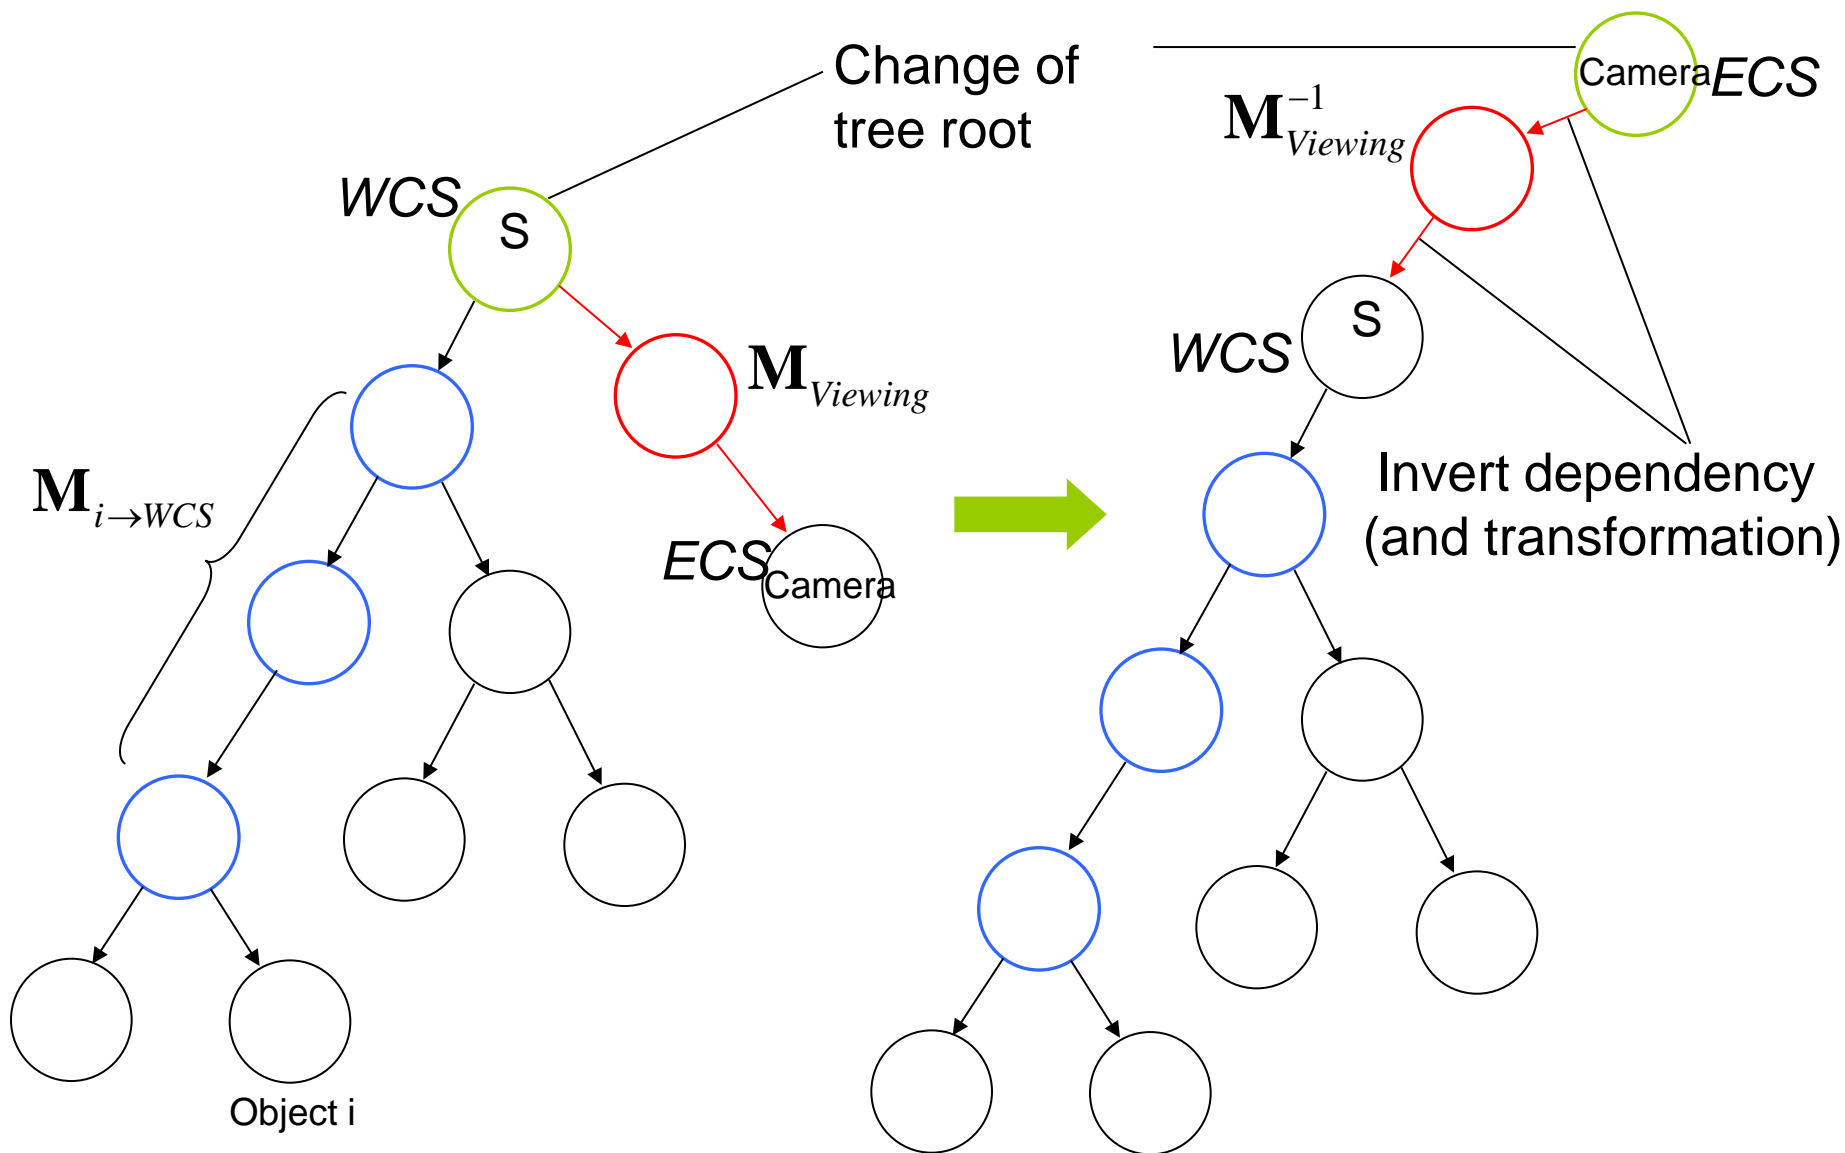 Change of
tree root
WCS
S
M_{Viewing}
M_{i→WCS}
ECS
Camera
Object i
Camera
ECS
M^{-1}_{Viewing}
S
WCS
Invert dependency
(and transformation)